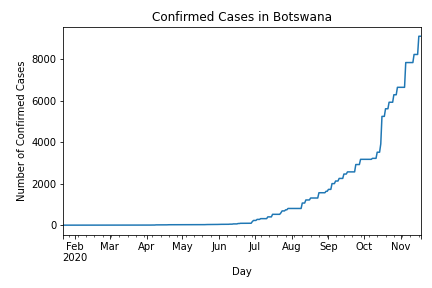 Confirmed Cases in Botswana
Number of Confirmed Cases
8000
6000
4000
2000
0
Feb Mar Apr May Jun Jul Aug Sep Oct Nov
2020
Day